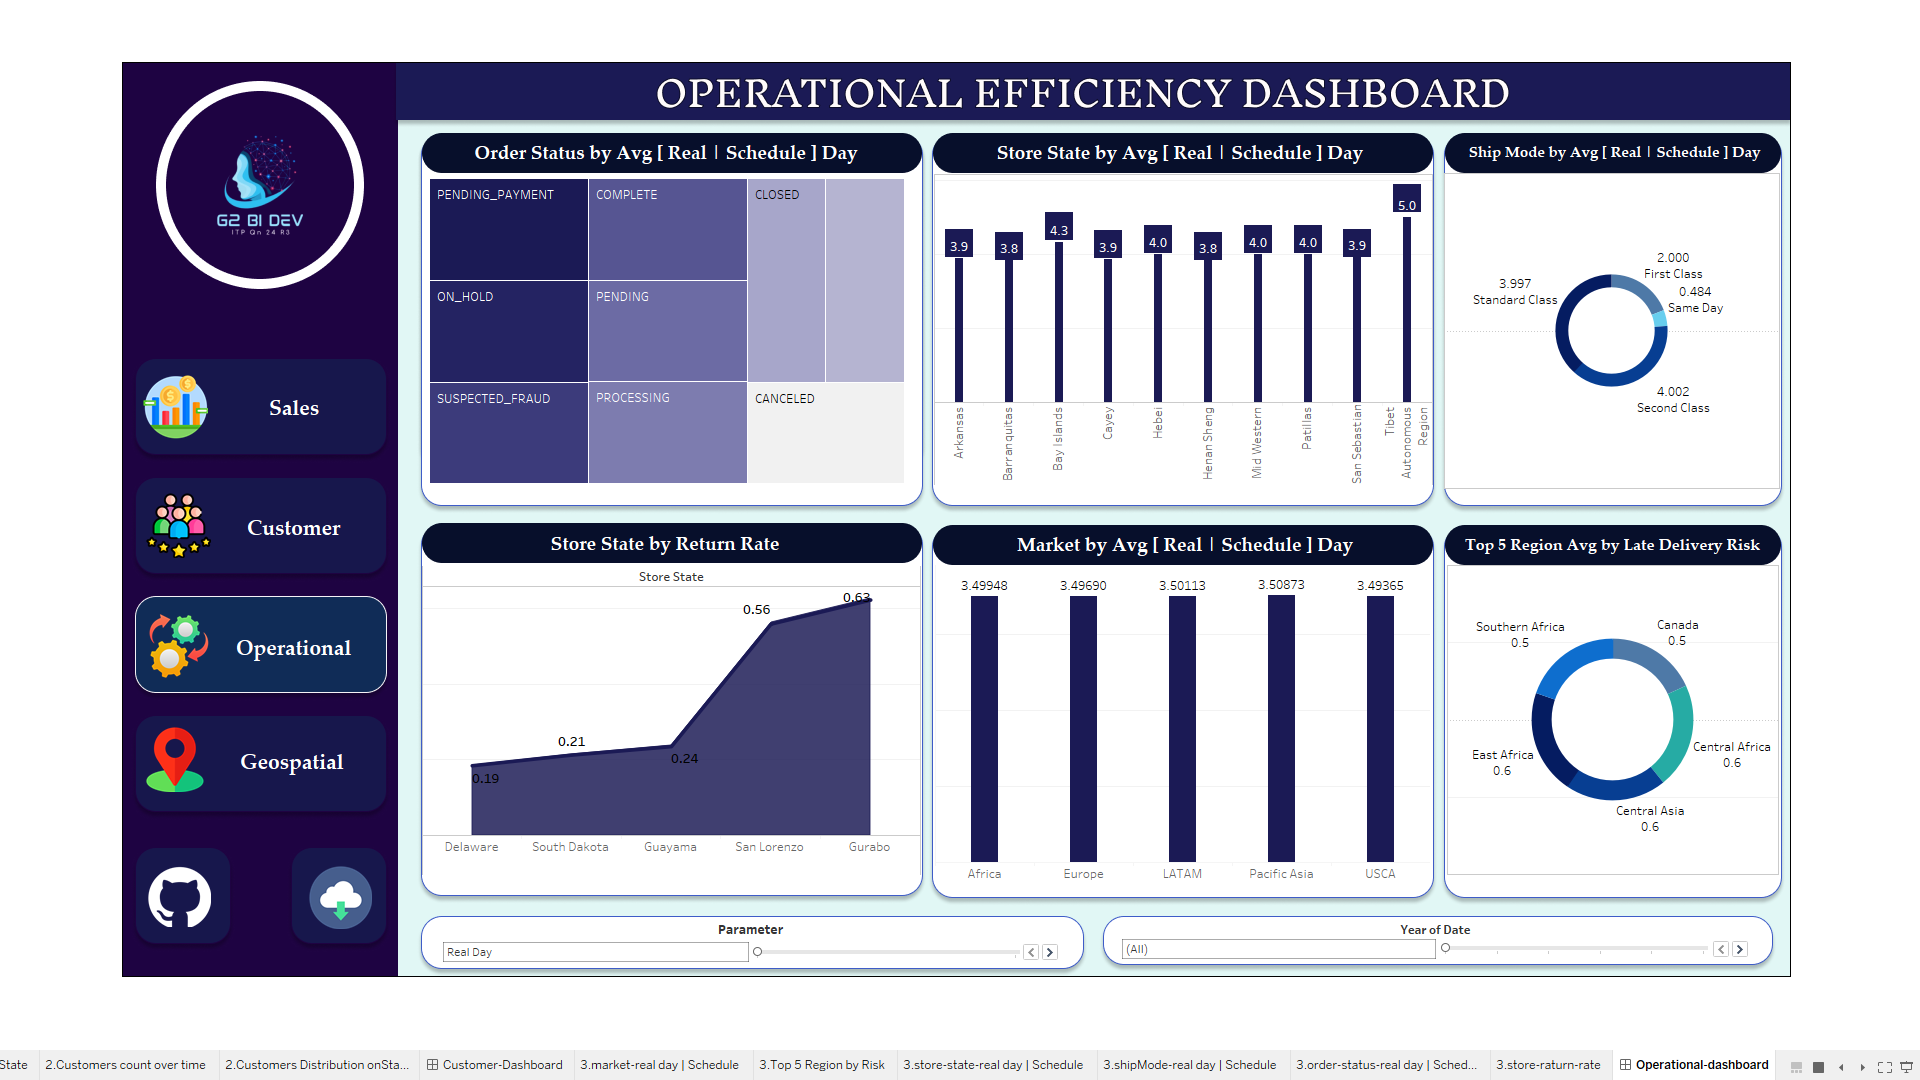 OPERATIONAL EFFICIENCY DASHBOARD
G2 BI DEV
ITP Qn 24 R3
Sales
Customer
Operational
Geospatial
Order Status by Avg [ Real | Schedule ] Day
PENDING_PAYMENT
COMPLETE
CLOSED
ON_HOLD
PENDING
SUSPECTED_FRAUD
PROCESSING
CANCELED
Store State by Avg [ Real | Schedule ] Day
3.9
3.8
4.3
3.9
4.0
3.8
4.0
4.0
3.9
5.0
Arkansas
Barranquitas
Bay Islands
Cayey
Hebei
Henan Sheng
Mid Western
Patillas
San Sebastian
Tibet
Autonomous
Region
Ship Mode by Avg [ Real | Schedule ] Day
2.000
First Class
0.484
Same Day
3.997
Standard Class
4.002
Second Class
Store State by Return Rate
Store State
0.19
0.21
0.24
0.56
0.63
Delaware
South Dakota
Guayama
San Lorenzo
Gurabo
Market by Avg [ Real | Schedule ] Day
3.49948
3.49690
3.50113
3.50873
3.49365
Africa
Europe
LATAM
Pacific Asia
USCA
Top 5 Region Avg by Late Delivery Risk
Southern Africa
0.5
Canada
0.5
East Africa
0.6
Central Africa
0.6
Central Asia
0.6
Parameter
Real Day
Year of Date
(All)
State
2.Customers count over time
2.Customers Distribution onSta...
Customer-Dashboard
3.market-real day | Schedule
3.Top 5 Region by Risk
3.store-state-real day | Schedule
3.shipMode-real day | Schedule
3.order-status-real day | Sched...
3.store-raturn-rate
Operational-dashboard